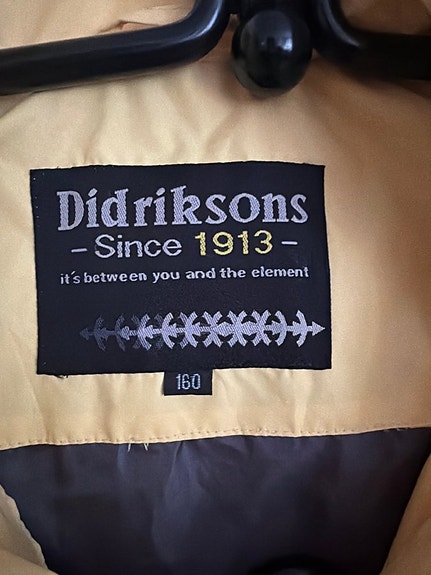 Didriksons
- Since 1913 -
it's between you and the element
160